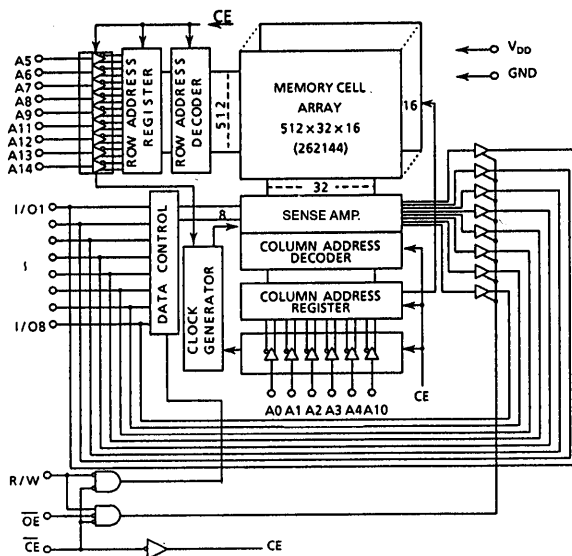 CE
A5
A6
A7
A8
A9
A11
A12
A13
A14
ROW ADDRESS
REGISTER
ROW ADDRESS
DECODER
512
MEMORY CELL
ARRAY
512 x 32 x 16
(262144)
16
VDD
GND
32
I/O1
I/O8
DATA CONTROL
8
SENSE AMP.
COLUMN ADDRESS
DECODER
CLOCK
GENERATOR
COLUMN ADDRESS
REGISTER
A0 A1 A2 A3 A4 A10
CE
R/W
OE
CE
CE